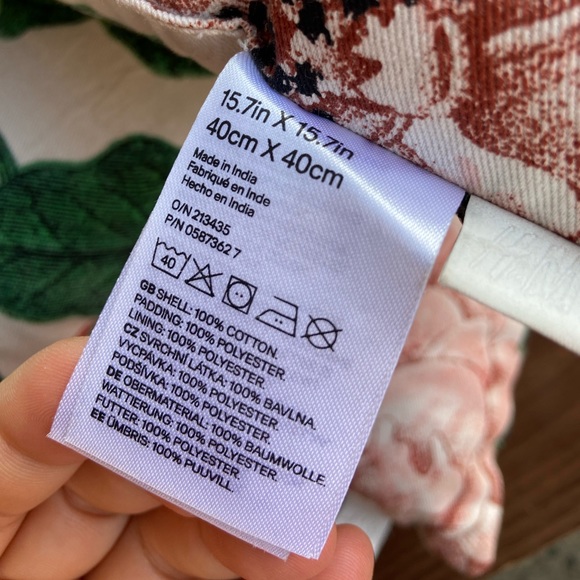 15.7in X 15.7in
40cm X 40cm
Made in India
Fabriqué en Inde
Hecho en India
O/N 213435
P/N 0587362 7
40
GB SHELL: 100% COTTON.
PADDING: 100% POLYESTER.
LINING: 100% POLYESTER.
CZ SVRCHNÍ LÁTKA: 100% BAVLNA.
VYCPÁVKA: 100% POLYESTER.
PODŠÍVKA: 100% POLYESTER.
DE OBERMATERIAL: 100% BAUMWOLLE.
WATTIERUNG: 100% POLYESTER.
FUTTER: 100% POLYESTER.
EE ÜMBRIS: 100% PUUVILL.